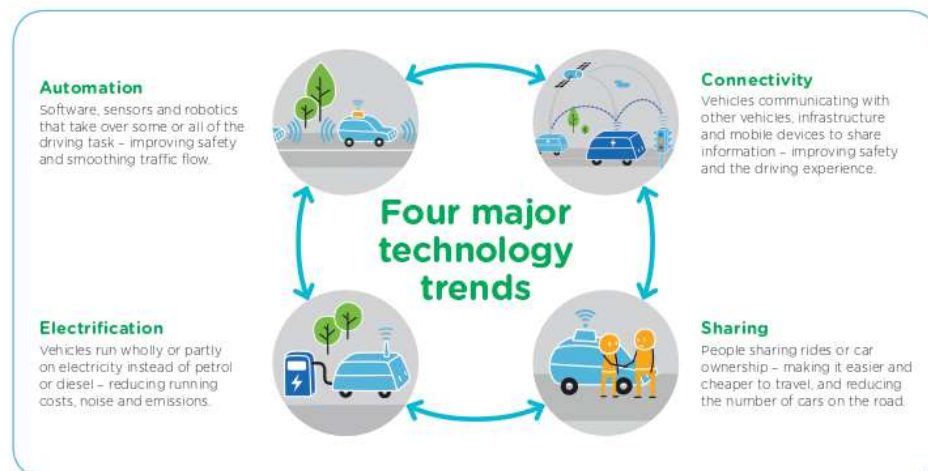 Automation
Software, sensors and robotics
that take over some or all of the
driving task – improving safety
and smoothing traffic flow.
Connectivity
Vehicles communicating with
other vehicles, infrastructure
and mobile devices to share
information – improving safety
and the driving experience.
Four major
technology
trends
Electrification
Vehicles run wholly or partly
on electricity instead of petrol
or diesel – reducing running
costs, noise and emissions.
Sharing
People sharing rides or car
ownership – making it easier and
cheaper to travel, and reducing
the number of cars on the road.